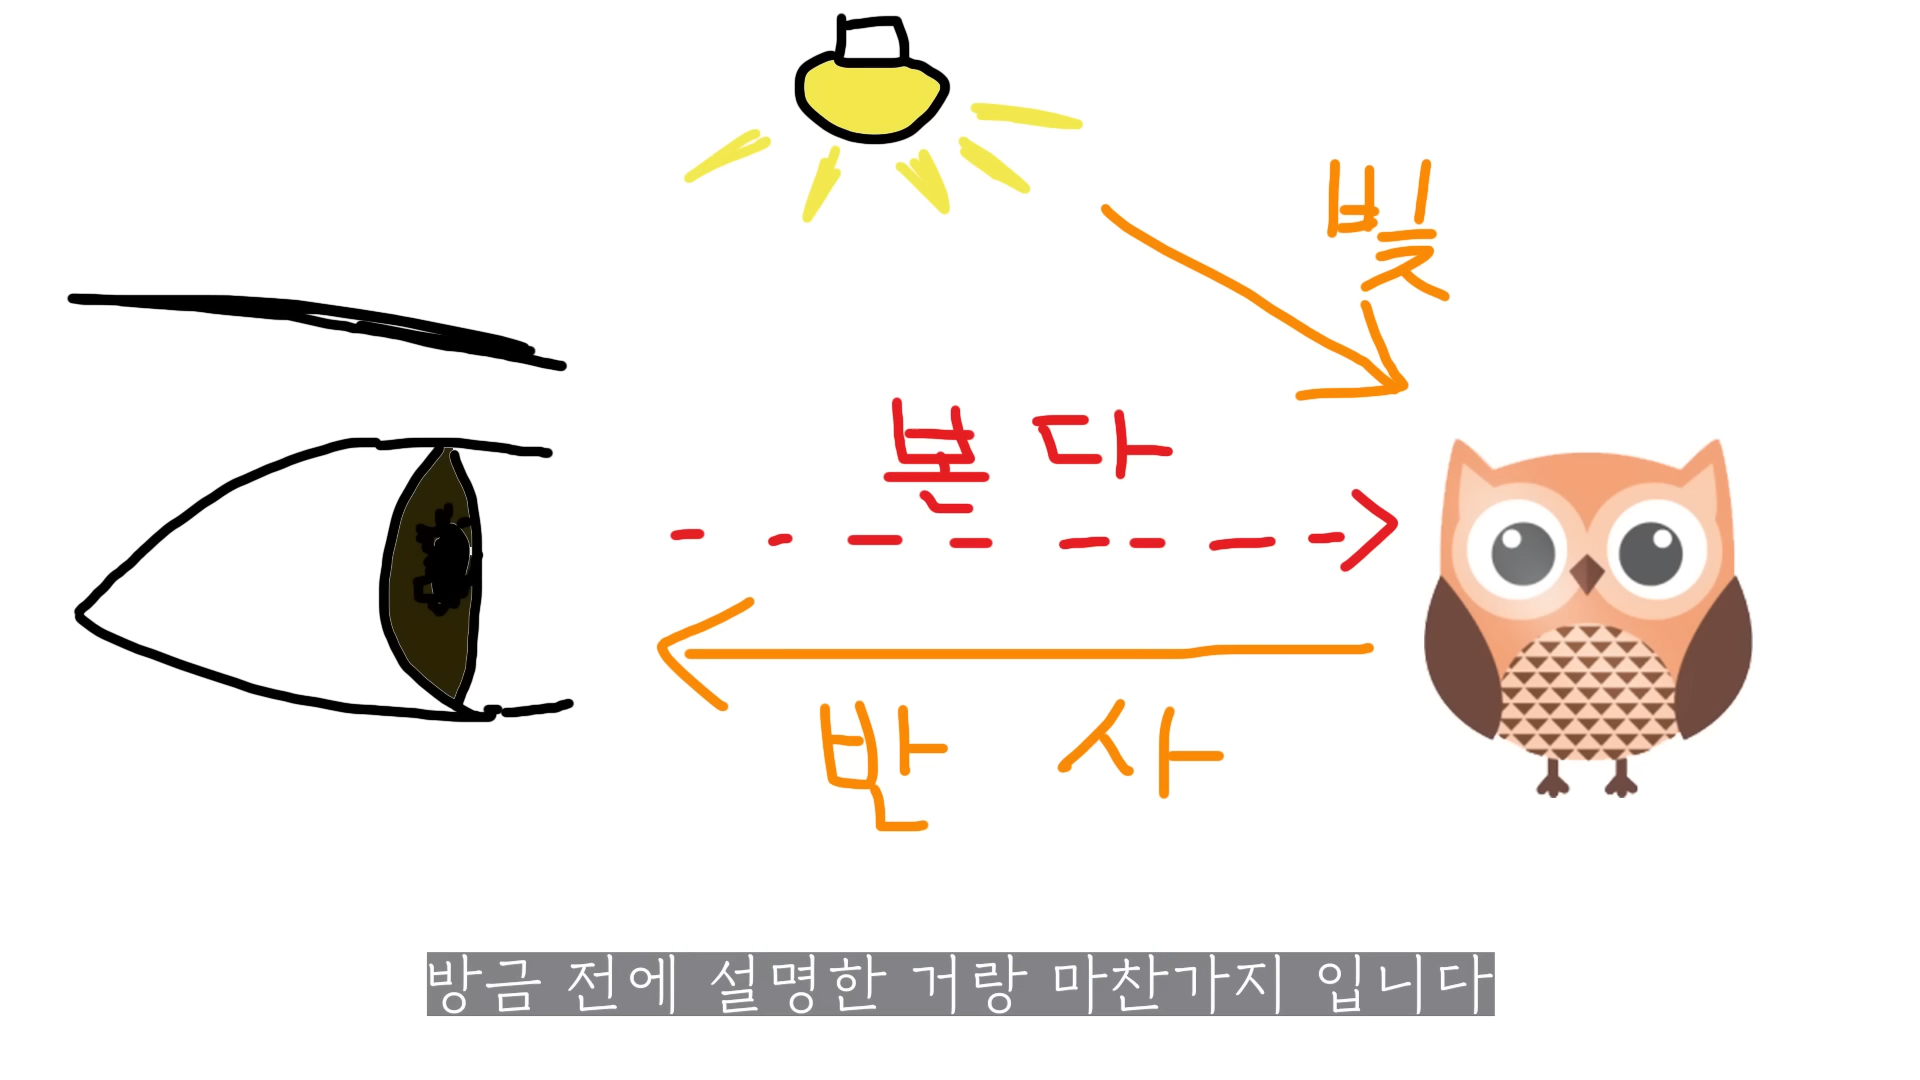 빛
본다
반사
방금 전에 설명한 거랑 마찬가지 입니다